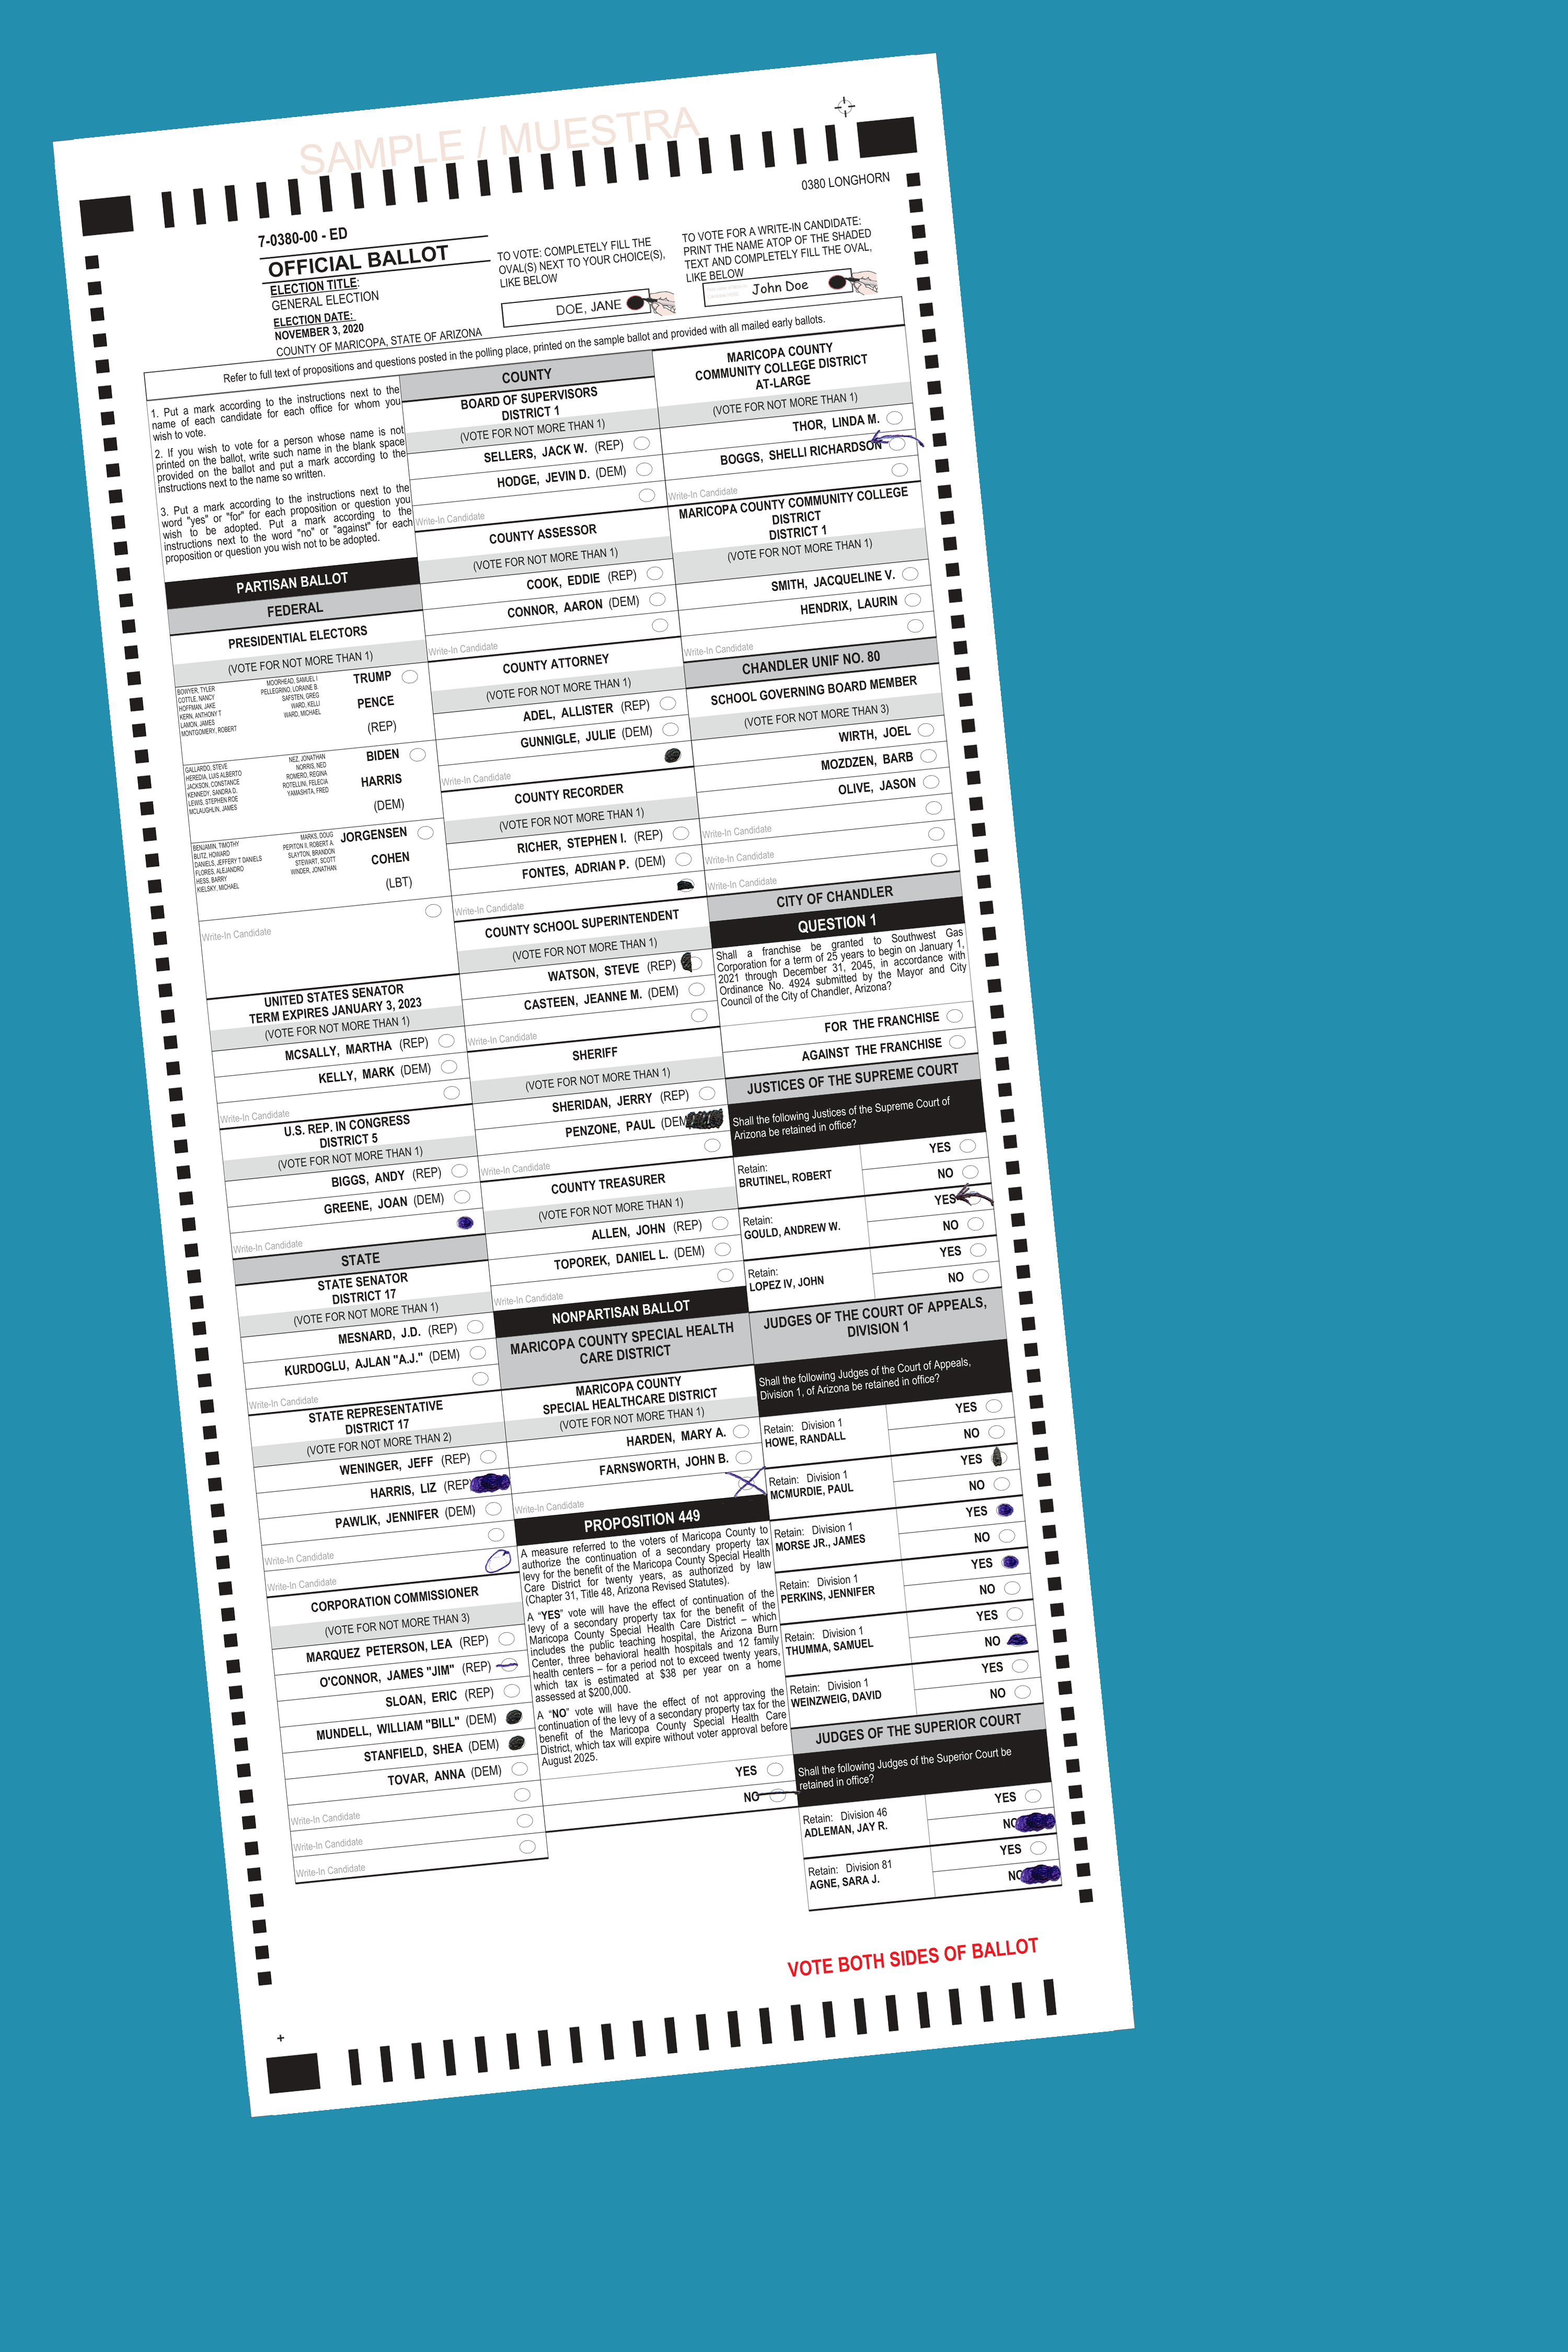 SAMPLE / MUESTRA
0380 LONGHORN
7-0380-00 - ED
OFFICIAL BALLOT
ELECTION TITLE:
GENERAL ELECTION
ELECTION DATE:
NOVEMBER 3, 2020
COUNTY OF MARICOPA, STATE OF ARIZONA
TO VOTE: COMPLETELY FILL THE
OVAL(S) NEXT TO YOUR CHOICE(S),
LIKE BELOW
DOE, JANE
TO VOTE FOR A WRITE-IN CANDIDATE:
PRINT THE NAME ATOP OF THE SHADED
TEXT AND COMPLETELY FILL THE OVAL,
LIKE BELOW
John Doe
Refer to full text of propositions and questions posted in the polling place, printed on the sample ballot and provided with all mailed early ballots.
1. Put a mark according to the instructions next to the
name of each candidate for each office for whom you
wish to vote.
2. If you wish to vote for a person whose name is not
printed on the ballot, write such name in the blank space
provided on the ballot and put a mark according to the
instructions next to the name so written.
3. Put a mark according to the instructions next to the
word "yes" or "for" for each proposition or question you
wish to be adopted. Put a mark according to the
instructions next to the word "no" or "against" for each
proposition or question you wish not to be adopted.
PARTISAN BALLOT
FEDERAL
PRESIDENTIAL ELECTORS
(VOTE FOR NOT MORE THAN 1)
BOWYER, TYLER
COTTLE, NANCY
HOFFMAN, JAKE
KERN, ANTHONY T
LAMON, JAMES
MONTGOMERY, ROBERT
MOORHEAD, SAMUEL I
PELLEGRINO, LORAINE B.
SAFSTEN, GREG
WARD, KELLI
WARD, MICHAEL
TRUMP
PENCE
(REP)
GALLARDO, STEVE
HEREDIA, LUIS ALBERTO
JACKSON, CONSTANCE
KENNEDY, SANDRA D.
LEWIS, STEPHEN ROE
MCLAUGHLIN, JAMES
NEZ, JONATHAN
NORRIS, NED
ROMERO, REGINA
ROTELLINI, FELECIA
YAMASHITA, FRED
BIDEN
HARRIS
(DEM)
BENJAMIN, TIMOTHY
BLITZ, HOWARD
DANIELS, JEFFERY T DANIELS
FLORES, ALEJANDRO
HESS, BARRY
KIELSKY, MICHAEL
MARKS, DOUG
PEPITON II, ROBERT A.
SLAYTON, BRANDON
STEWART, SCOTT
WINDER, JONATHAN
JORGENSEN
COHEN
(LBT)
Write-In Candidate
UNITED STATES SENATOR
TERM EXPIRES JANUARY 3, 2023
(VOTE FOR NOT MORE THAN 1)
MCSALLY, MARTHA (REP)
KELLY, MARK (DEM)
Write-In Candidate
U.S. REP. IN CONGRESS
DISTRICT 5
(VOTE FOR NOT MORE THAN 1)
BIGGS, ANDY (REP)
GREENE, JOAN (DEM)
Write-In Candidate
STATE
STATE SENATOR
DISTRICT 17
(VOTE FOR NOT MORE THAN 1)
MESNARD, J.D. (REP)
KURDOGLU, AJLAN "A.J." (DEM)
Write-In Candidate
STATE REPRESENTATIVE
DISTRICT 17
(VOTE FOR NOT MORE THAN 2)
WENINGER, JEFF (REP)
HARRIS, LIZ (REP)
PAWLIK, JENNIFER (DEM)
Write-In Candidate
Write-In Candidate
CORPORATION COMMISSIONER
(VOTE FOR NOT MORE THAN 3)
MARQUEZ PETERSON, LEA (REP)
O'CONNOR, JAMES "JIM" (REP)
SLOAN, ERIC (REP)
MUNDELL, WILLIAM "BILL" (DEM)
STANFIELD, SHEA (DEM)
TOVAR, ANNA (DEM)
Write-In Candidate
Write-In Candidate
Write-In Candidate
COUNTY
BOARD OF SUPERVISORS
DISTRICT 1
(VOTE FOR NOT MORE THAN 1)
SELLERS, JACK W. (REP)
HODGE, JEVIN D. (DEM)
Write-In Candidate
COUNTY ASSESSOR
(VOTE FOR NOT MORE THAN 1)
COOK, EDDIE (REP)
CONNOR, AARON (DEM)
Write-In Candidate
COUNTY ATTORNEY
(VOTE FOR NOT MORE THAN 1)
ADEL, ALLISTER (REP)
GUNNIGLE, JULIE (DEM)
Write-In Candidate
COUNTY RECORDER
(VOTE FOR NOT MORE THAN 1)
RICHER, STEPHEN I. (REP)
FONTES, ADRIAN P. (DEM)
Write-In Candidate
COUNTY SCHOOL SUPERINTENDENT
(VOTE FOR NOT MORE THAN 1)
WATSON, STEVE (REP)
CASTEEN, JEANNE M. (DEM)
Write-In Candidate
SHERIFF
(VOTE FOR NOT MORE THAN 1)
SHERIDAN, JERRY (REP)
PENZONE, PAUL (DEM
Write-In Candidate
COUNTY TREASURER
(VOTE FOR NOT MORE THAN 1)
ALLEN, JOHN (REP)
TOPOREK, DANIEL L. (DEM)
Write-In Candidate
NONPARTISAN BALLOT
MARICOPA COUNTY SPECIAL HEALTH
CARE DISTRICT
MARICOPA COUNTY
SPECIAL HEALTHCARE DISTRICT
(VOTE FOR NOT MORE THAN 1)
HARDEN, MARY A.
FARNSWORTH, JOHN B.
Write-In Candidate
PROPOSITION 449
A measure referred to the voters of Maricopa County to
authorize the continuation of a secondary property tax
levy for the benefit of the Maricopa County Special Health
Care District for twenty years, as authorized by law
(Chapter 31, Title 48, Arizona Revised Statutes).
A "YES" vote will have the effect of continuation of the
levy of a secondary property tax for the benefit of the
Maricopa County Special Health Care District – which
includes the public teaching hospital, the Arizona Burn
Center, three behavioral health hospitals and 12 family
health centers – for a period not to exceed twenty years,
which tax is estimated at $38 per year on a home
assessed at $200,000.
A "NO" vote will have the effect of not approving the
continuation of the levy of a secondary property tax for the
benefit of the Maricopa County Special Health Care
District, which tax will expire without voter approval before
August 2025.
YES
NO
MARICOPA COUNTY
COMMUNITY COLLEGE DISTRICT
AT-LARGE
(VOTE FOR NOT MORE THAN 1)
THOR, LINDA M.
BOGGS, SHELLI RICHARDSON
Write-In Candidate
MARICOPA COUNTY COMMUNITY COLLEGE
DISTRICT
DISTRICT 1
(VOTE FOR NOT MORE THAN 1)
SMITH, JACQUELINE V.
HENDRIX, LAURIN
Write-In Candidate
CHANDLER UNIF NO. 80
SCHOOL GOVERNING BOARD MEMBER
(VOTE FOR NOT MORE THAN 3)
WIRTH, JOEL
MOZDZEN, BARB
OLIVE, JASON
Write-In Candidate
Write-In Candidate
Write-In Candidate
CITY OF CHANDLER
QUESTION 1
Shall a franchise be granted to Southwest Gas
Corporation for a term of 25 years to begin on January 1,
2021 through December 31, 2045, in accordance with
Ordinance No. 4924 submitted by the Mayor and City
Council of the City of Chandler, Arizona?
FOR THE FRANCHISE
AGAINST THE FRANCHISE
JUSTICES OF THE SUPREME COURT
Shall the following Justices of the Supreme Court of
Arizona be retained in office?
Retain:
BRUTINEL, ROBERT
YES
NO
Retain:
GOULD, ANDREW W.
YES
NO
Retain:
LOPEZ IV, JOHN
YES
NO
JUDGES OF THE COURT OF APPEALS,
DIVISION 1
Shall the following Judges of the Court of Appeals,
Division 1, of Arizona be retained in office?
Retain: Division 1
HOWE, RANDALL
YES
NO
Retain: Division 1
MCMURDIE, PAUL
YES
NO
Retain: Division 1
MORSE JR., JAMES
YES
NO
Retain: Division 1
PERKINS, JENNIFER
YES
NO
Retain: Division 1
THUMMA, SAMUEL
YES
NO
Retain: Division 1
WEINZWEIG, DAVID
YES
NO
JUDGES OF THE SUPERIOR COURT
Shall the following Judges of the Superior Court be
retained in office?
Retain: Division 46
ADLEMAN, JAY R.
YES
NO
Retain: Division 81
AGNE, SARA J.
YES
NO
VOTE BOTH SIDES OF BALLOT